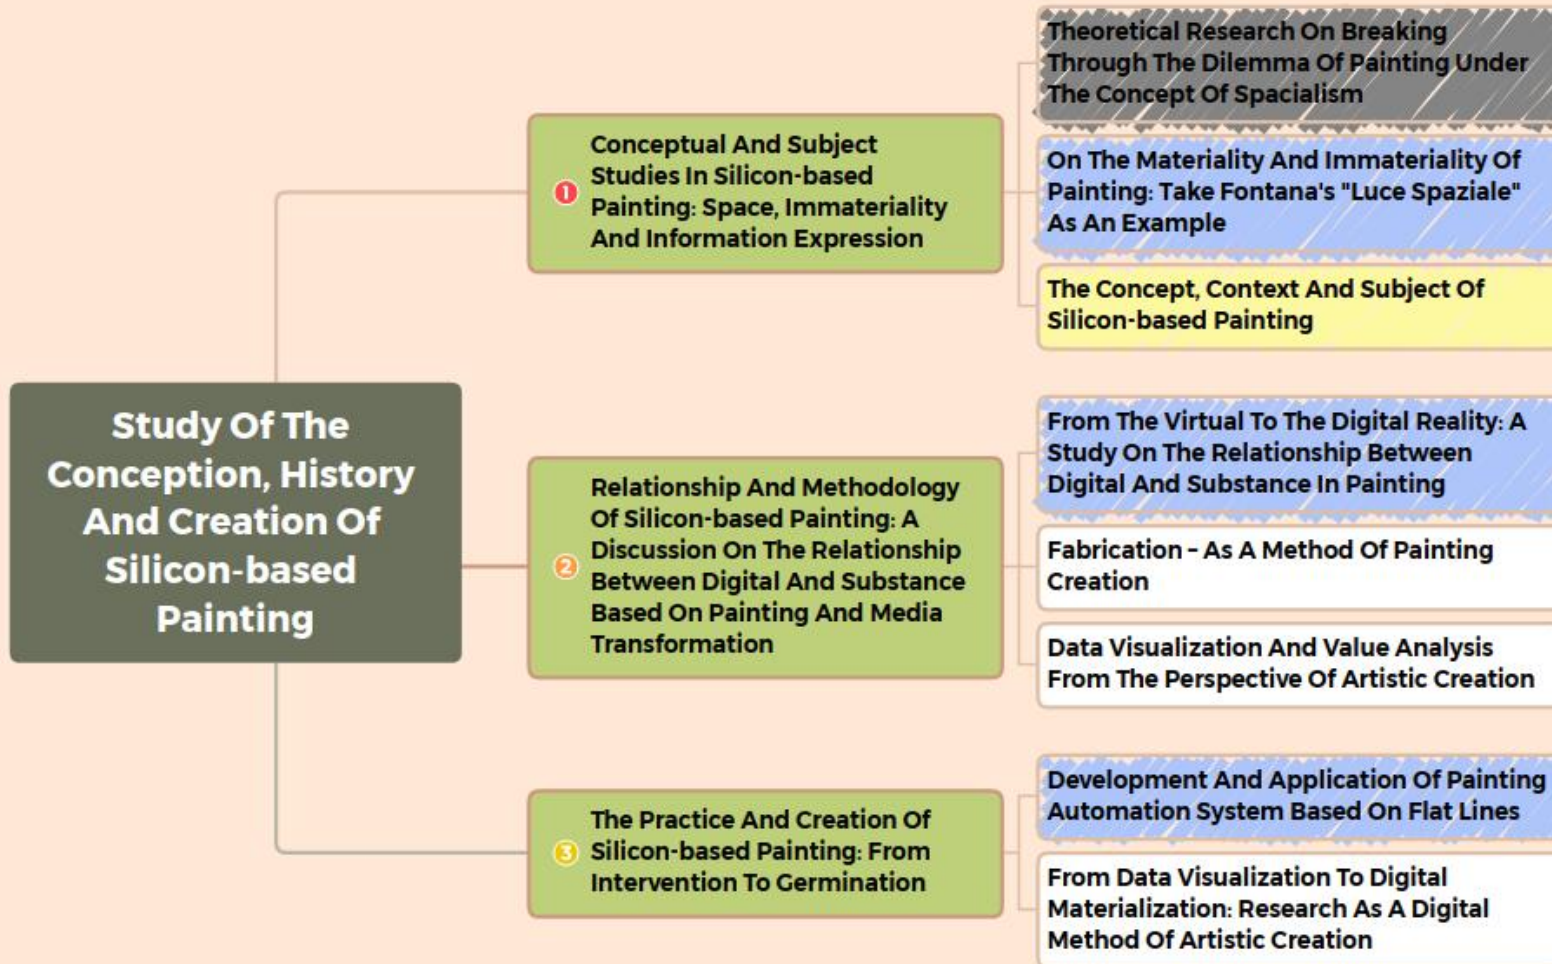 Study Of The
Conception, History
And Creation Of
Silicon-based
Painting
1
Conceptual And Subject
Studies In Silicon-based
Painting: Space, Immateriality
And Information Expression
Theoretical Research On Breaking
Through The Dilemma Of Painting Under
The Concept Of Spacialism
On The Materiality And Immateriality Of
Painting: Take Fontana's "Luce Spaziale"
As An Example
The Concept, Context And Subject Of
Silicon-based Painting
2
Relationship And Methodology
Of Silicon-based Painting: A
Discussion On The Relationship
Between Digital And Substance
Based On Painting And Media
Transformation
From The Virtual To The Digital Reality: A
Study On The Relationship Between
Digital And Substance In Painting
Fabrication – As A Method Of Painting
Creation
Data Visualization And Value Analysis
From The Perspective Of Artistic Creation
3
The Practice And Creation Of
Silicon-based Painting: From
Intervention To Germination
Development And Application Of Painting
Automation System Based On Flat Lines
From Data Visualization To Digital
Materialization: Research As A Digital
Method Of Artistic Creation